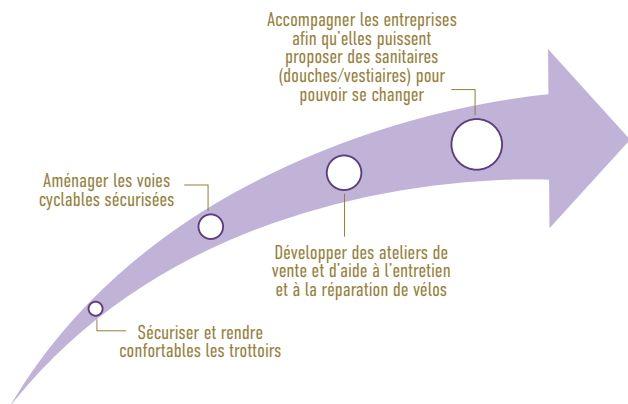 Accompagner les entreprises
afin qu'elles puissent
proposer des sanitaires
(douches/vestiaires) pour
pouvoir se changer
Aménager les voies
cyclables sécurisées
Développer des ateliers de
vente et d'aide à l'entretien
et à la réparation de vélos
Sécuriser et rendre
confortables les trottoirs